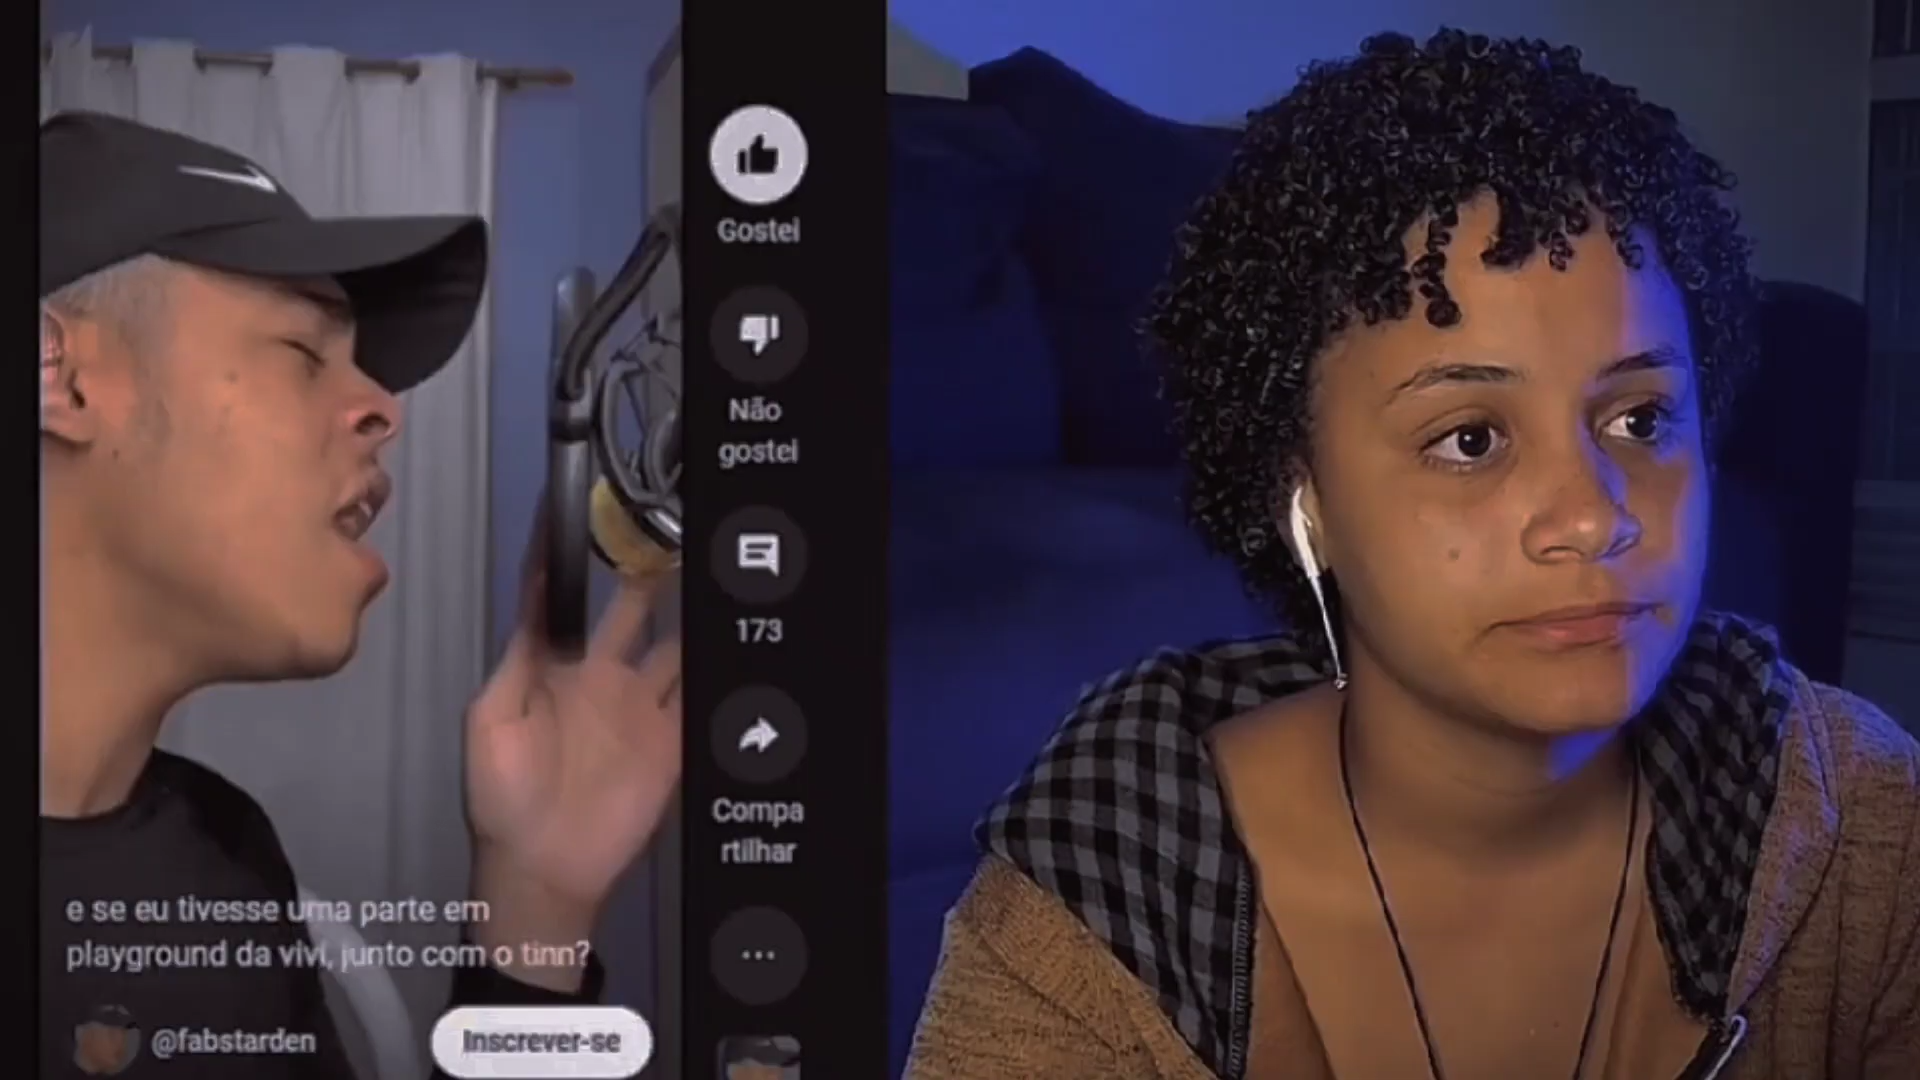 Gostei
Não
gostei
173
Compa
rtilhar
e se eu tivesse uma parte em
playground da vivi, junto com o tinn?
@fabstarden
Inscrever-se